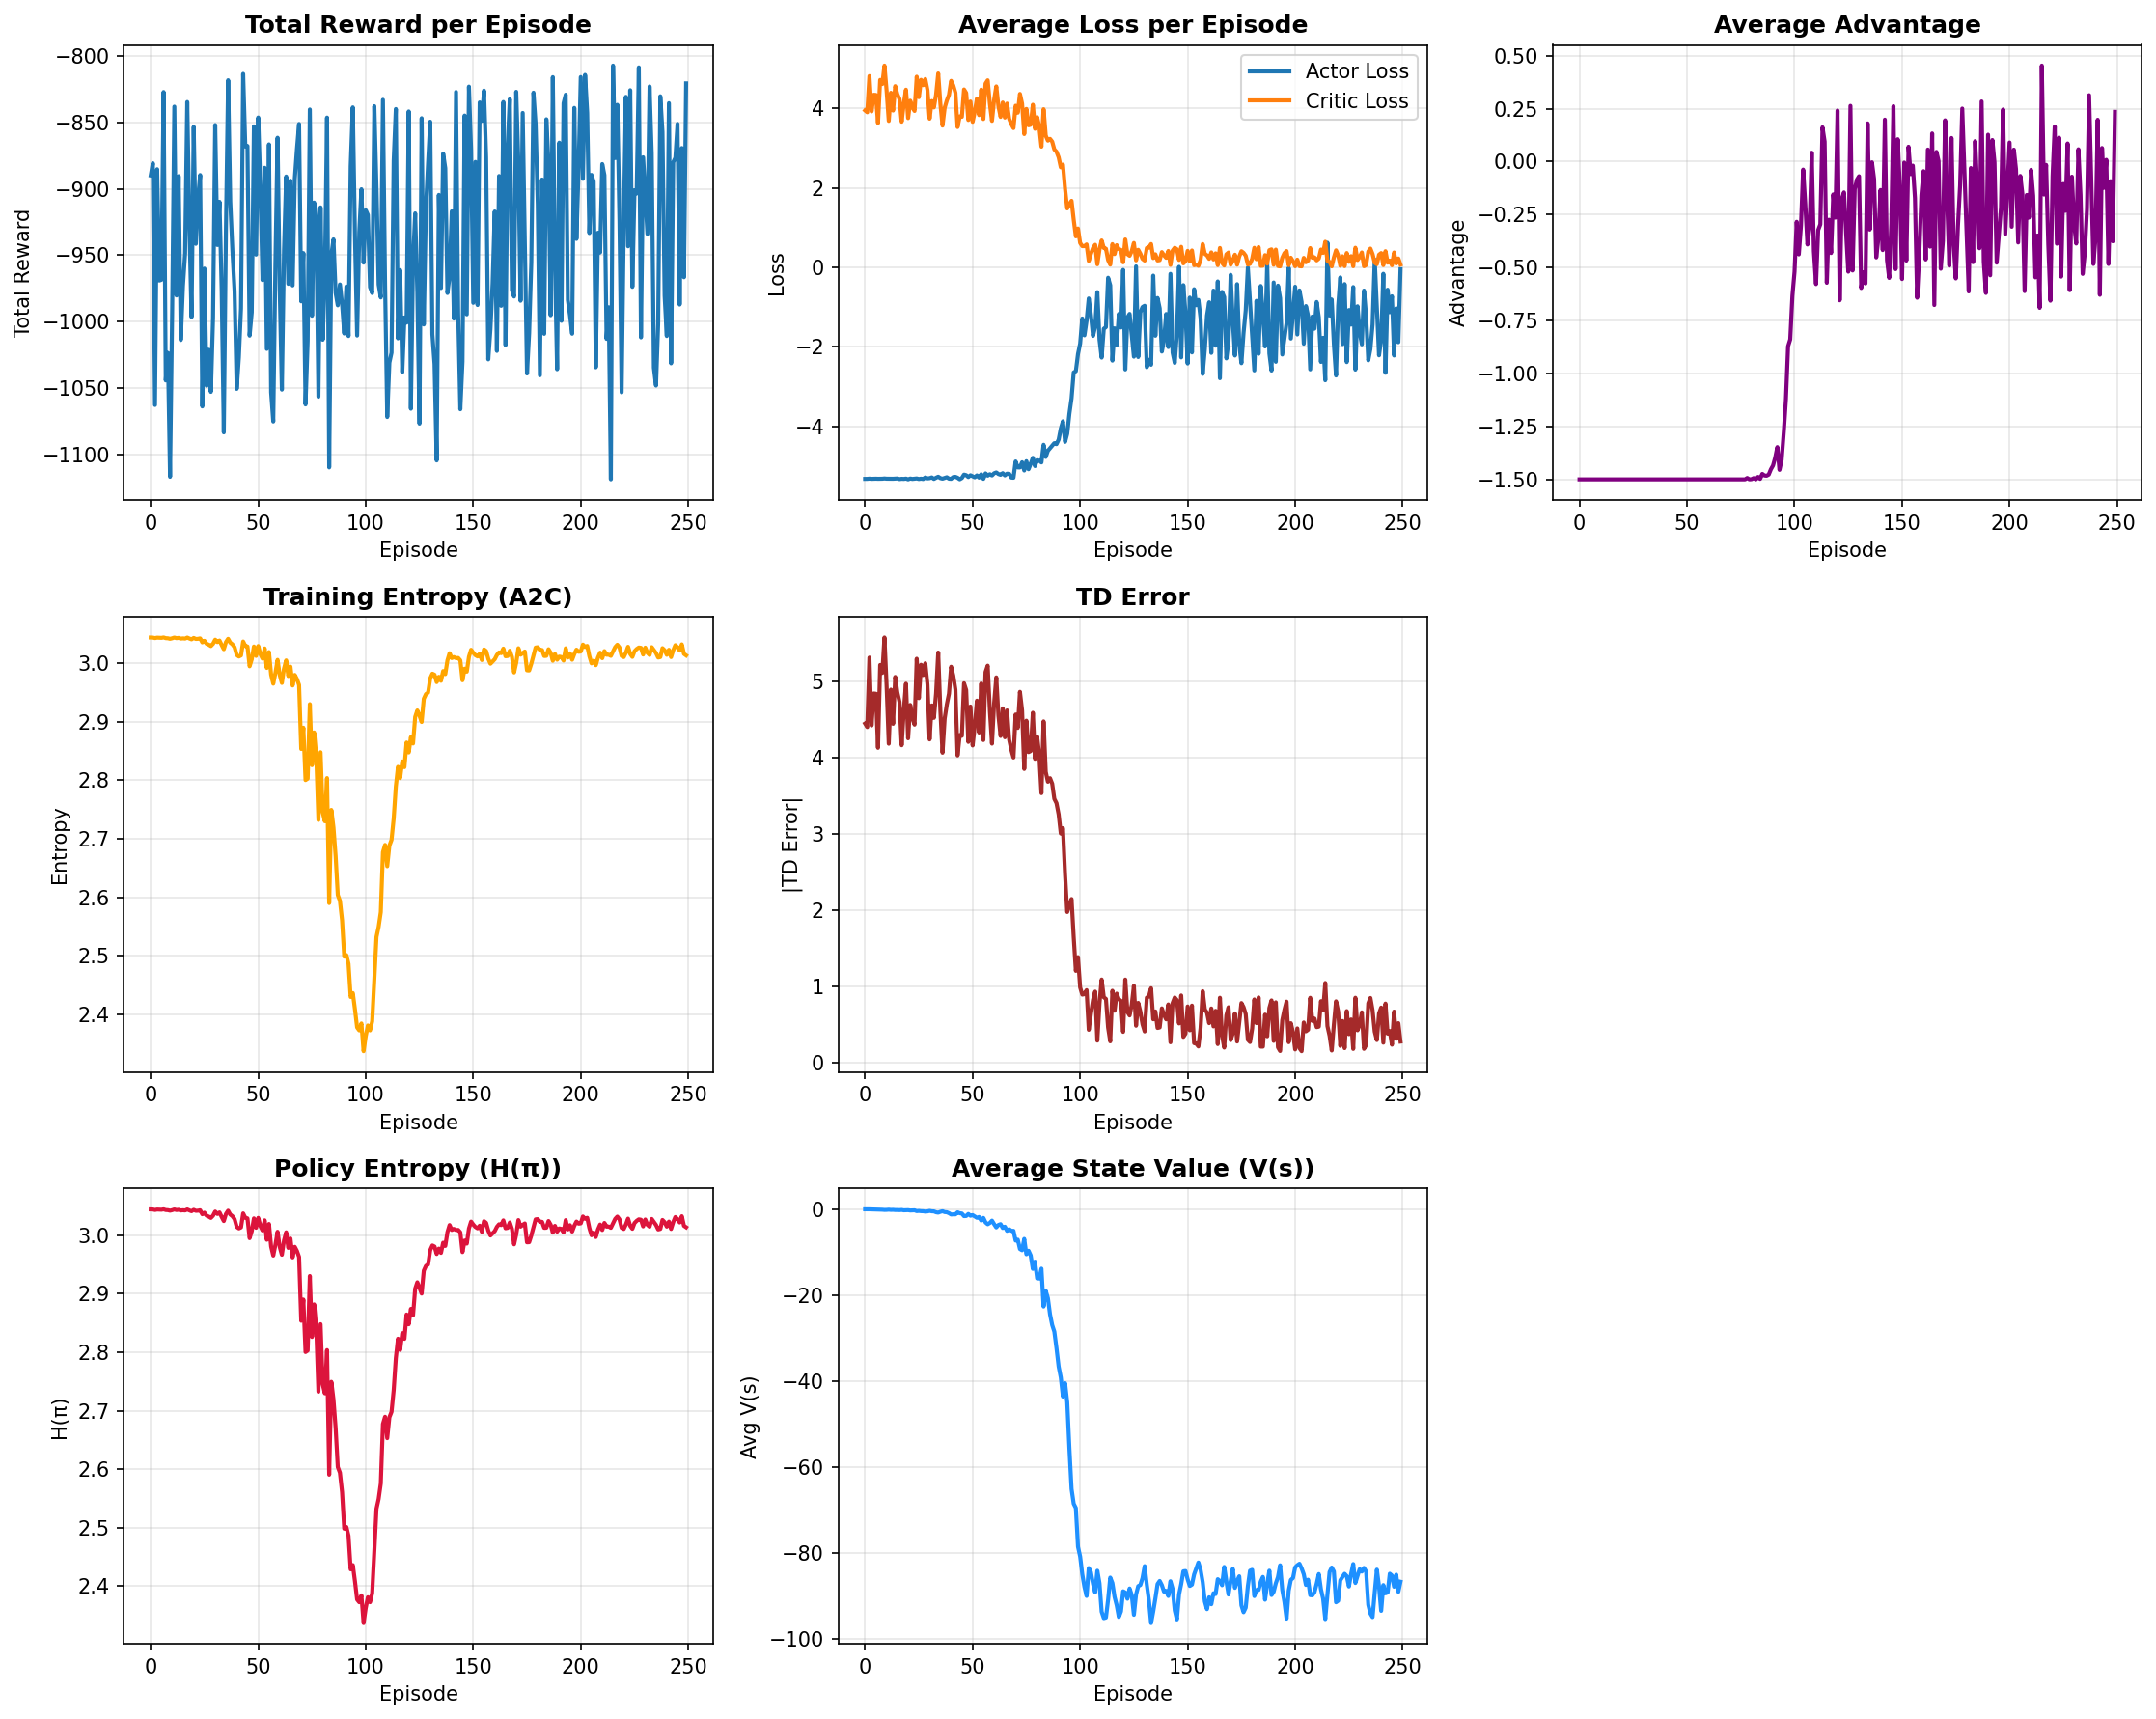 Total Reward per Episode
Total Reward
−800
−850
−900
−950
−1000
−1050
−1100
0 50 100 150 200 250
Episode
Average Loss per Episode
Loss
4
2
0
−2
−4
Actor Loss
Critic Loss
0 50 100 150 200 250
Episode
Average Advantage
Advantage
0.50
0.25
0.00
−0.25
−0.50
−0.75
−1.00
−1.25
−1.50
0 50 100 150 200 250
Episode
Training Entropy (A2C)
Entropy
3.0
2.9
2.8
2.7
2.6
2.5
2.4
0 50 100 150 200 250
Episode
TD Error
|TD Error|
5
4
3
2
1
0
0 50 100 150 200 250
Episode
Policy Entropy (H(π))
H(π)
3.0
2.9
2.8
2.7
2.6
2.5
2.4
0 50 100 150 200 250
Episode
Average State Value (V(s))
Avg V(s)
0
−20
−40
−60
−80
−100
0 50 100 150 200 250
Episode